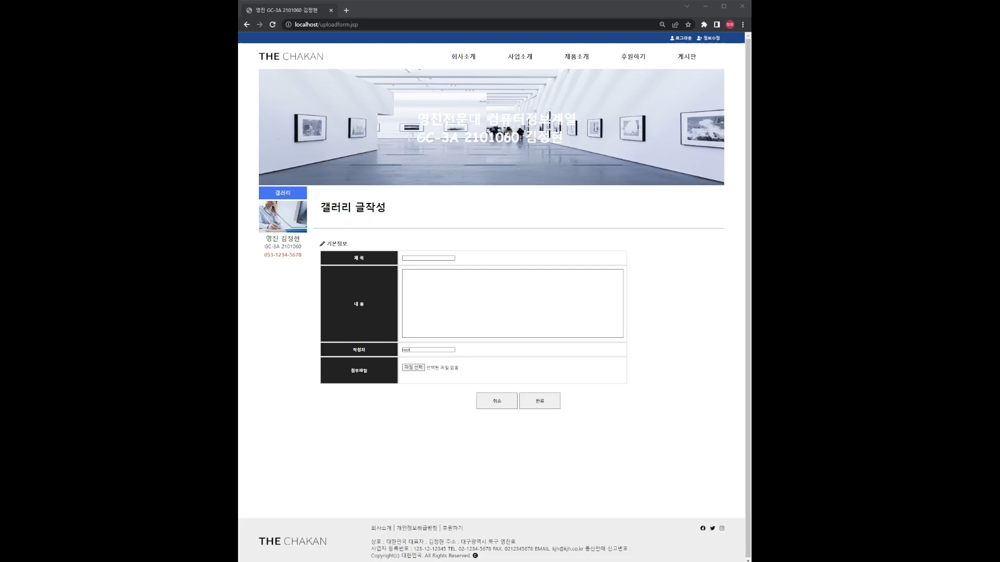 영진 GC-3A 2101060 김정현
localhost/uploadform.jsp
정현
로그아웃 정보수정
THE CHAKAN
회사소개 사업소개 제품소개 후원하기 게시판
영진전문대 컴퓨터정보계열
GC-3A 2101060 김정현
갤러리
갤러리 글작성
영진 김정현
GC-3A 2101060
053-1234-5678
기본정보
제 목
내 용
작성자 root
첨부파일 파일 선택 선택된 파일 없음
취소 완료
회사소개 | 개인정보취급방침 | 후원하기
THE CHAKAN
상호 : 대한민국 대표자 : 김정현 주소 : 대구광역시 북구 영진로
사업자 등록번호 : 123-12-12345 TEL. 02-1234-5678 FAX. 0212345678 EMAIL. kjh@kjh.co.kr 통신판매 신고번호 :
Copyright(c) 대한민국. All Rights Reserved.